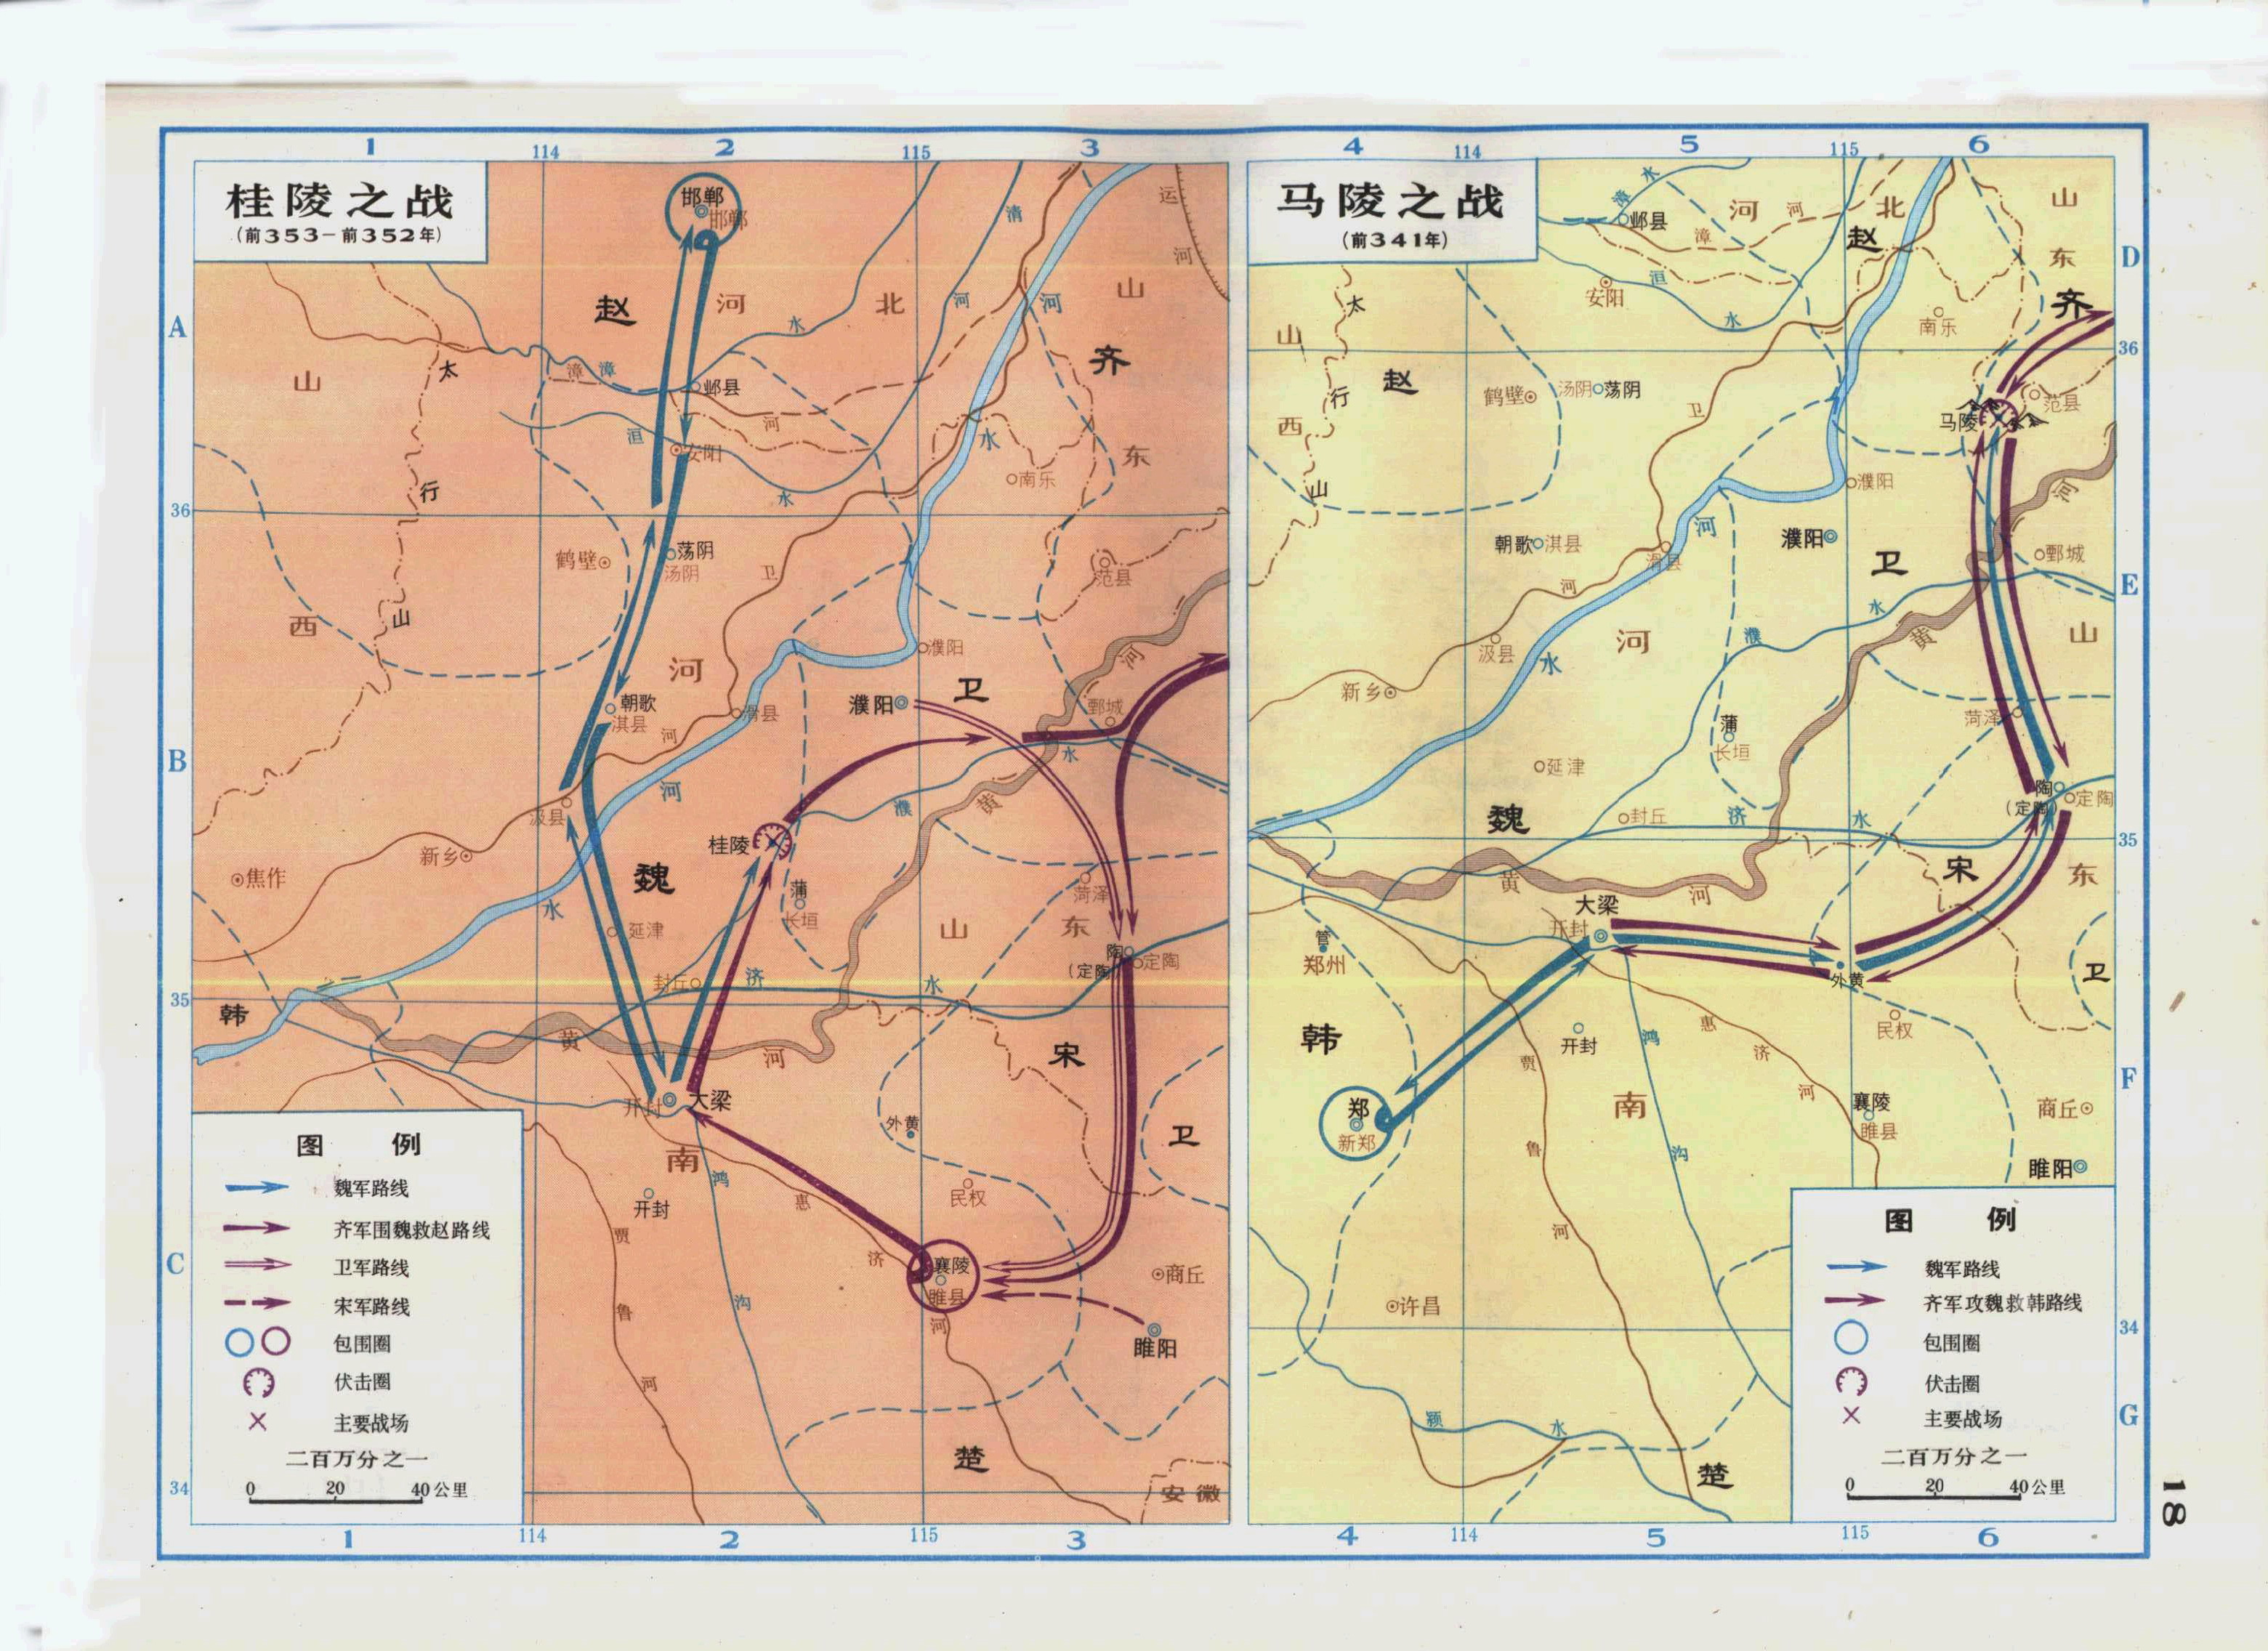 1
114
2
115
3
桂陵之战
(前353—前352年)
邯郸
邯郸
清
河
运
河
赵
河
北
河
山
水
齐
A
山
太
漳
漳
邺县
河
洹
安阳
水
水
东
南乐
行
36
鹤壁
荡阴
汤阴
卫
范县
西
山
河
濮阳
河
朝歌
淇县
河
滑县
濮阳
卫
鄄城
水
B
汲县
河
濮
黄
新乡
桂陵
焦作
魏
蒲
长垣
菏泽
水
延津
山
东
陶
(定陶)
定陶
封丘
济
水
35
韩
黄
河
宋
开封
大梁
外黄
卫
南
鸿
惠
民权
开封
贾
济
襄陵
睢县
商丘
沟
鲁
河
睢阳
河
楚
安徽
C
34
图例
魏军路线
齐军围魏救赵路线
卫军路线
宋军路线
包围圈
伏击圈
主要战场
二百万分之一
0 20 40公里
1
114
2
115
3
4
114
5
115
6
马陵之战
(前341年)
漳
水
邺县
河
河
北
山
漳
赵
东
D
太
安阳
洹
水
南乐
齐
山
36
行
赵
鹤壁
汤阴
荡阴
卫
范县
马陵
西
山
濮阳
河
河
朝歌
淇县
濮阳
滑县
卫
鄄城
河
水
E
汲县
水
河
濮
黄
山
新乡
蒲
长垣
菏泽
延津
陶
(定陶)
定陶
魏
封丘
济
水
35
黄
河
宋
东
大梁
开封
管
郑州
外黄
卫
韩
开封
鸿
惠
民权
济
贾
河
F
郑
新郑
南
襄陵
睢县
商丘
鲁
沟
睢阳
河
许昌
34
颍
水
楚
G
图例
魏军路线
齐军攻魏救韩路线
包围圈
伏击圈
主要战场
二百万分之一
0 20 40公里
4
114
5
115
6
18